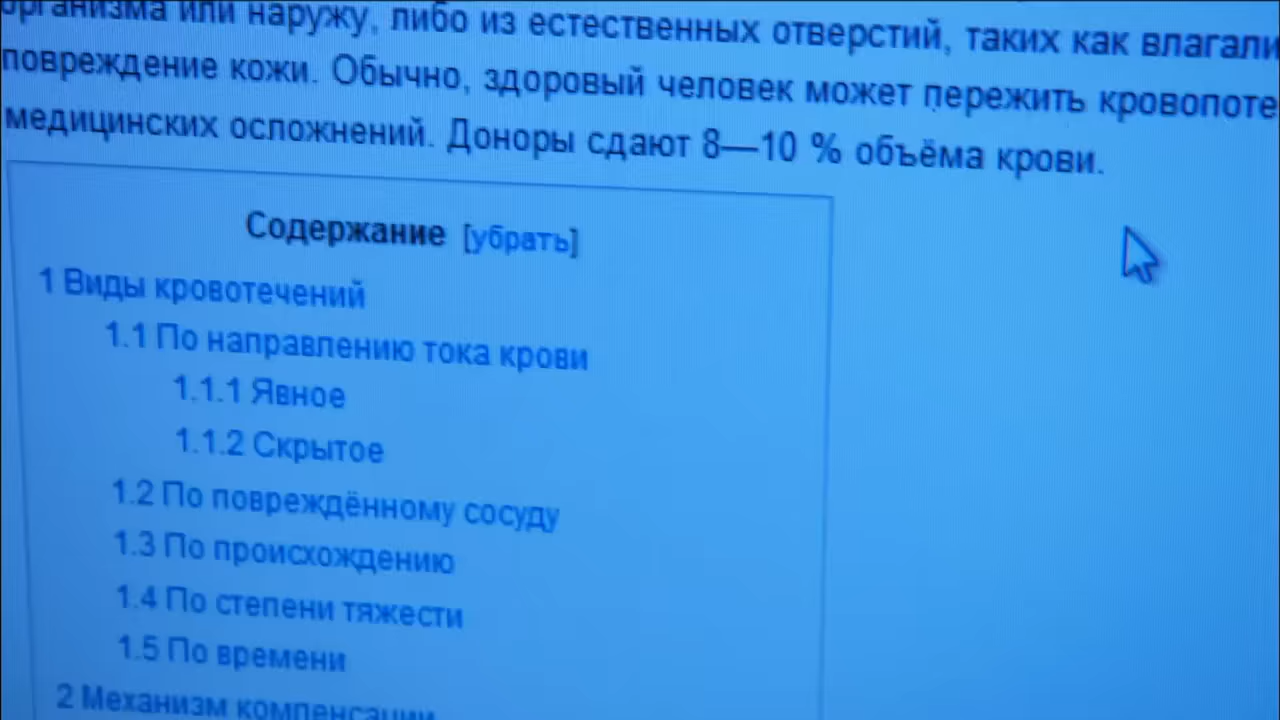 организма или наружу, либо из естественных отверстий, таких как
повреждение кожи. Обычно, здоровый человек может пережить
медицинских осложнений. Доноры сдают 8—10 % объёма крови.
Содержание [убрать]
1 Виды кровотечений
1.1 По направлению тока крови
1.1.1 Явное
1.1.2 Скрытое
1.2 По повреждённому сосуду
1.3 По происхождению
1.4 По степени тяжести
1.5 По времени
2 Механизм компенсации